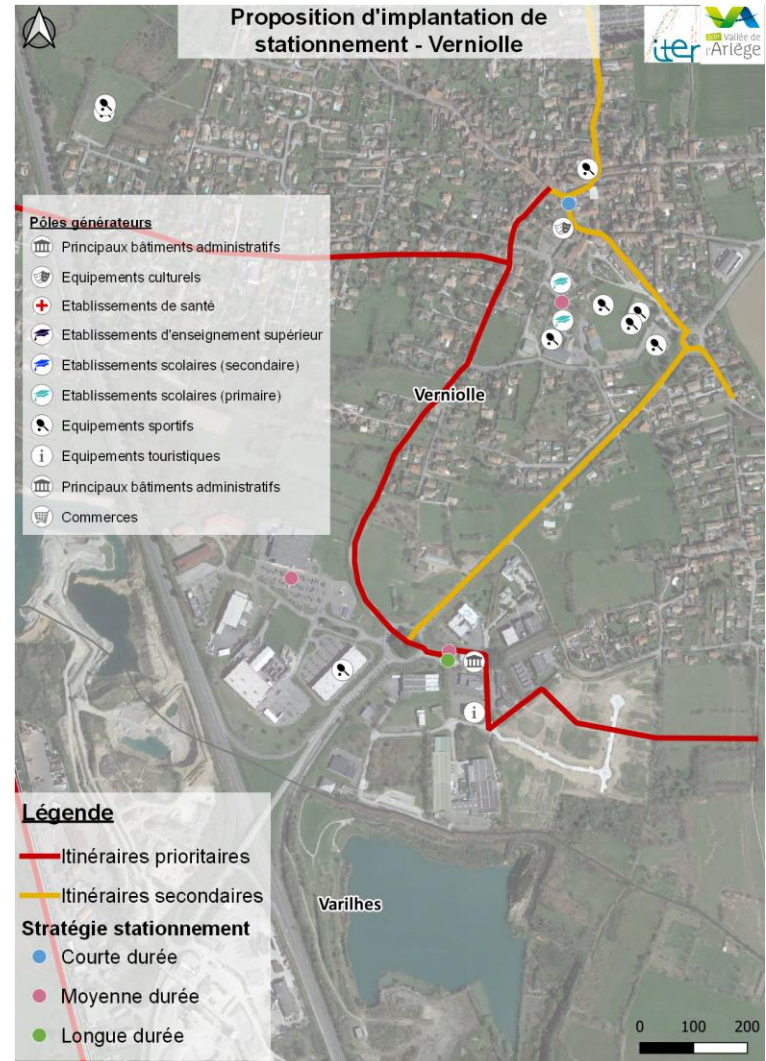 Proposition d'implantation de
stationnement - Verniolle
iter
SCOT Vallée de
l'Ariège
Pôles générateurs
Principaux bâtiments administratifs
Equipements culturels
Etablissements de santé
Etablissements d'enseignement supérieur
Etablissements scolaires (secondaire)
Etablissements scolaires (primaire)
Equipements sportifs
i
Equipements touristiques
Principaux bâtiments administratifs
Commerces
Verniolle
i
Légende
Itinéraires prioritaires
Itinéraires secondaires
Stratégie stationnement
Courte durée
Moyenne durée
Longue durée
Varilhes
0 100 200